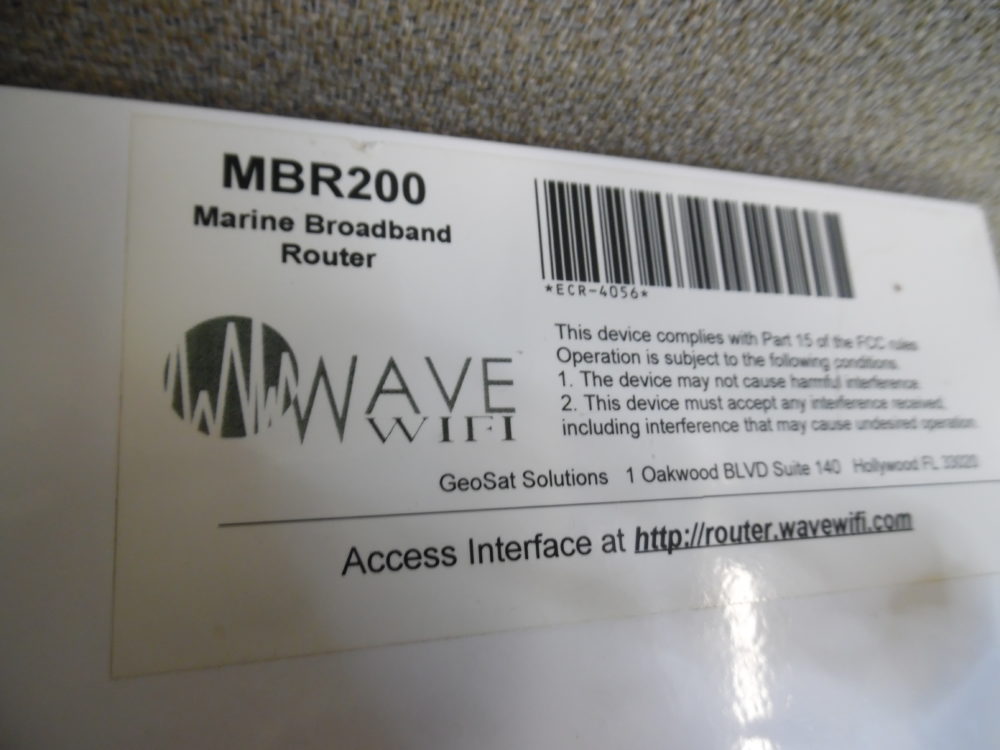 MBR200
Marine Broadband
Router
*ECR-4056*
WAVE
WIFI
This device complies with Part 15 of the FCC rules
Operation is subject to the following conditions.
1. The device may not cause harmful interference
2. This device must accept any interference received,
including interference that may cause undesired operation
GeoSat Solutions 1 Oakwood BLVD Suite 140 Hollywood FL 33020
Access Interface at http://router.wavewifi.com